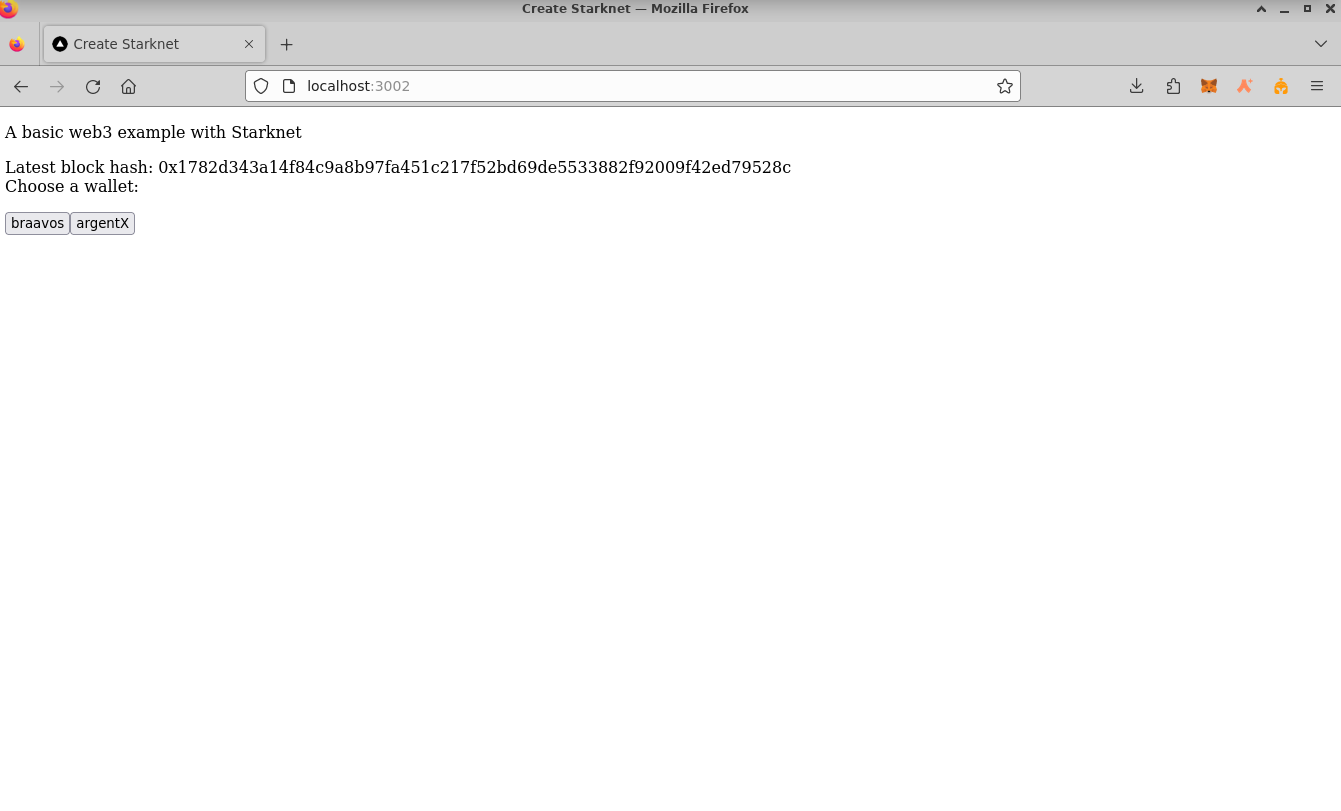 Create Starknet — Mozilla Firefox
Create Starknet
localhost:3002
A basic web3 example with Starknet
Latest block hash: 0x1782d343a14f84c9a8b97fa451c217f52bd69de5533882f92009f42ed79528c
Choose a wallet:
braavos argentX